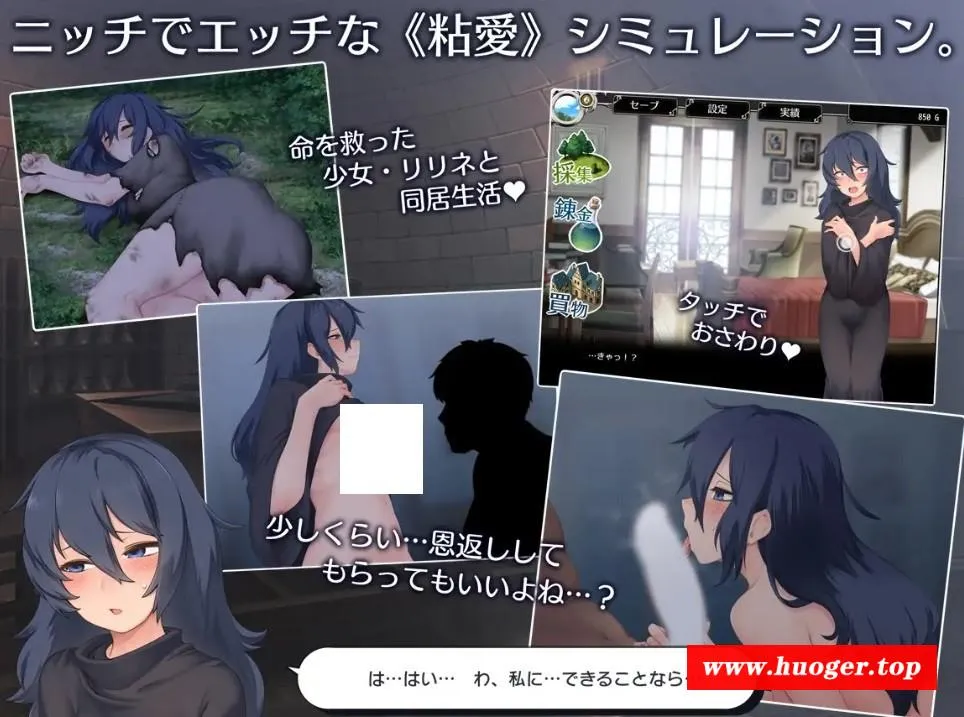 ニッチでエッチな《粘愛》シミュレーション。
命を救った
少女・リリネと
同居生活♥
セーブ
設定
実績
850 G
採集
錬金
買物
タッチで
おさわり♥
…きゃっ！？
少しくらい…恩返しして
もらってもいいよね…？
は…はい…　わ、私に…できることなら
www.huoger.top